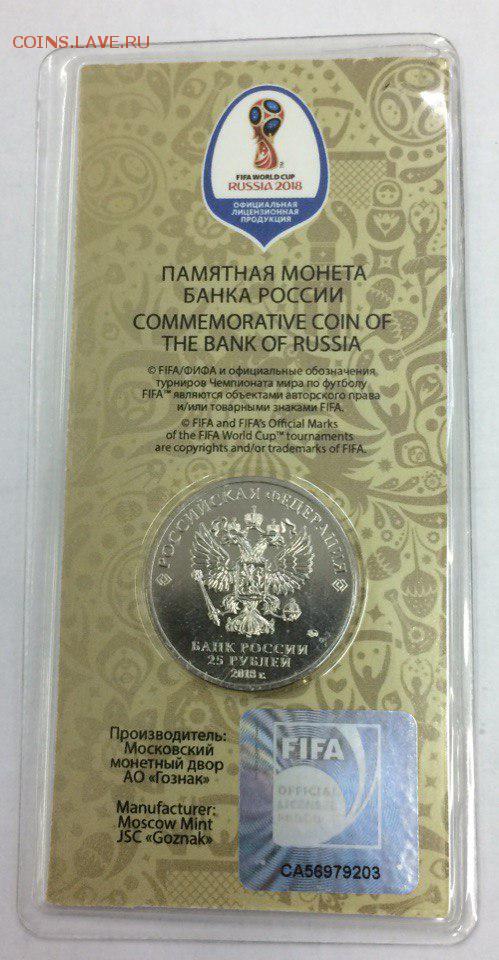 COINS.LAVE.RU
FIFA WORLD CUP
RUSSIA 2018
ОФИЦИАЛЬНАЯ
ЛИЦЕНЗИОННАЯ
ПРОДУКЦИЯ
ПАМЯТНАЯ МОНЕТА
БАНКА РОССИИ
COMMEMORATIVE COIN OF
THE BANK OF RUSSIA
© FIFA/ФИФА и официальные обозначения
турниров Чемпионата мира по футболу
FIFA™ являются объектами авторского права
и/или товарными знаками FIFA.
© FIFA and FIFA's Official Marks
of the FIFA World Cup™ tournaments
are copyrights and/or trademarks of FIFA.
РОССИЙСКАЯ ФЕДЕРАЦИЯ
БАНК РОССИИ
25 РУБЛЕЙ
2018 г.
Производитель:
Московский
монетный двор
АО «Гознак»
Manufacturer:
Moscow Mint
JSC «Goznak»
FIFA
OFFICIAL
LICENSED
PRODUCT
CA56979203